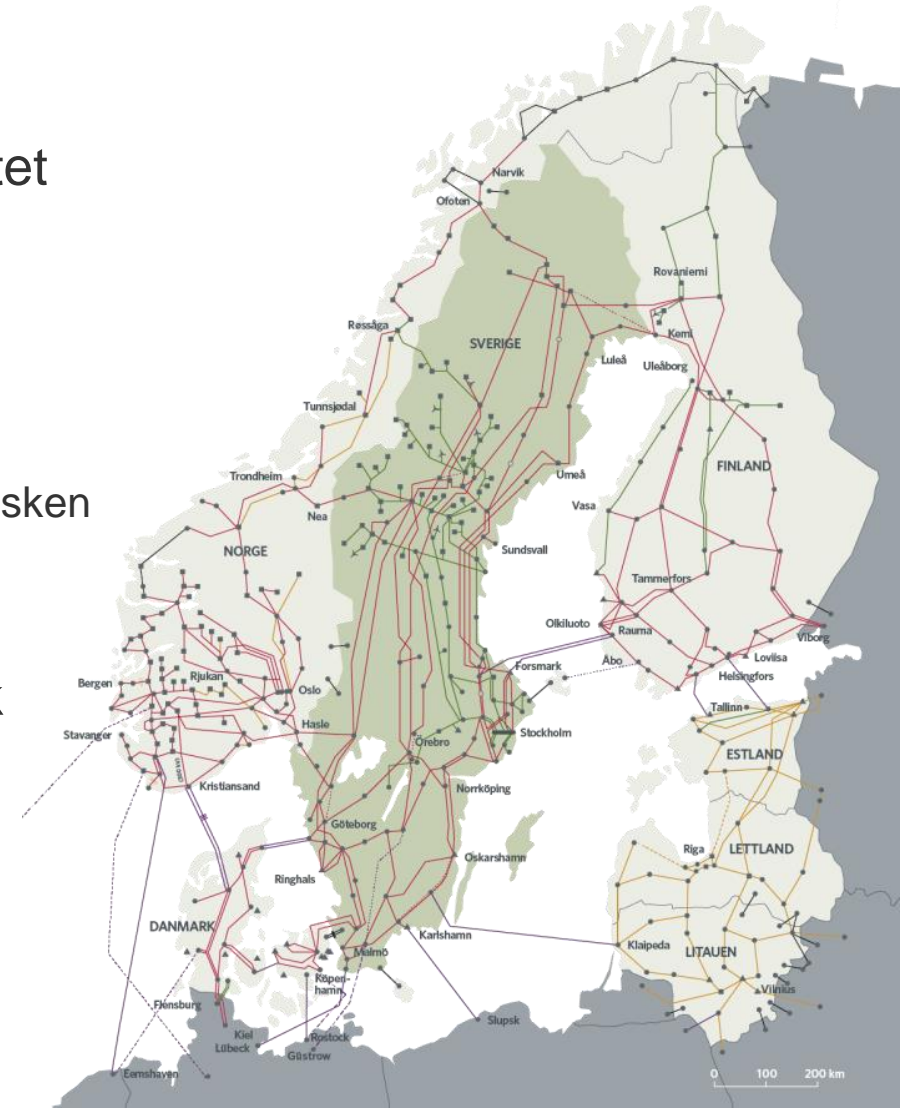 tet
sken
k
Narvik
Ofoten
Rovaniemi
Røssåga
Kemi
SVERIGE
Luleå
Uleåborg
Tunnsjødal
FINLAND
Trondheim
Umeå
Vasa
Nea
NORGE
Sundsvall
Tammerfors
Olkiluoto
Rauma
Viborg
Forsmark
Åbo
Loviisa
Helsingfors
Bergen
Rjukan
Oslo
Tallinn
Stavanger
Hasle
Örebro
Stockholm
ESTLAND
Kristiansand
Norrköping
Göteborg
Riga
LETTLAND
Oskarshamn
Ringhals
DANMARK
Karlshamn
Klaipeda
LITAUEN
Malmö
Köpen-
hamn
Vilnius
Flensburg
Slupsk
Kiel
Rostock
Lübeck
Güstrow
Eemshaven
0 100 200 km